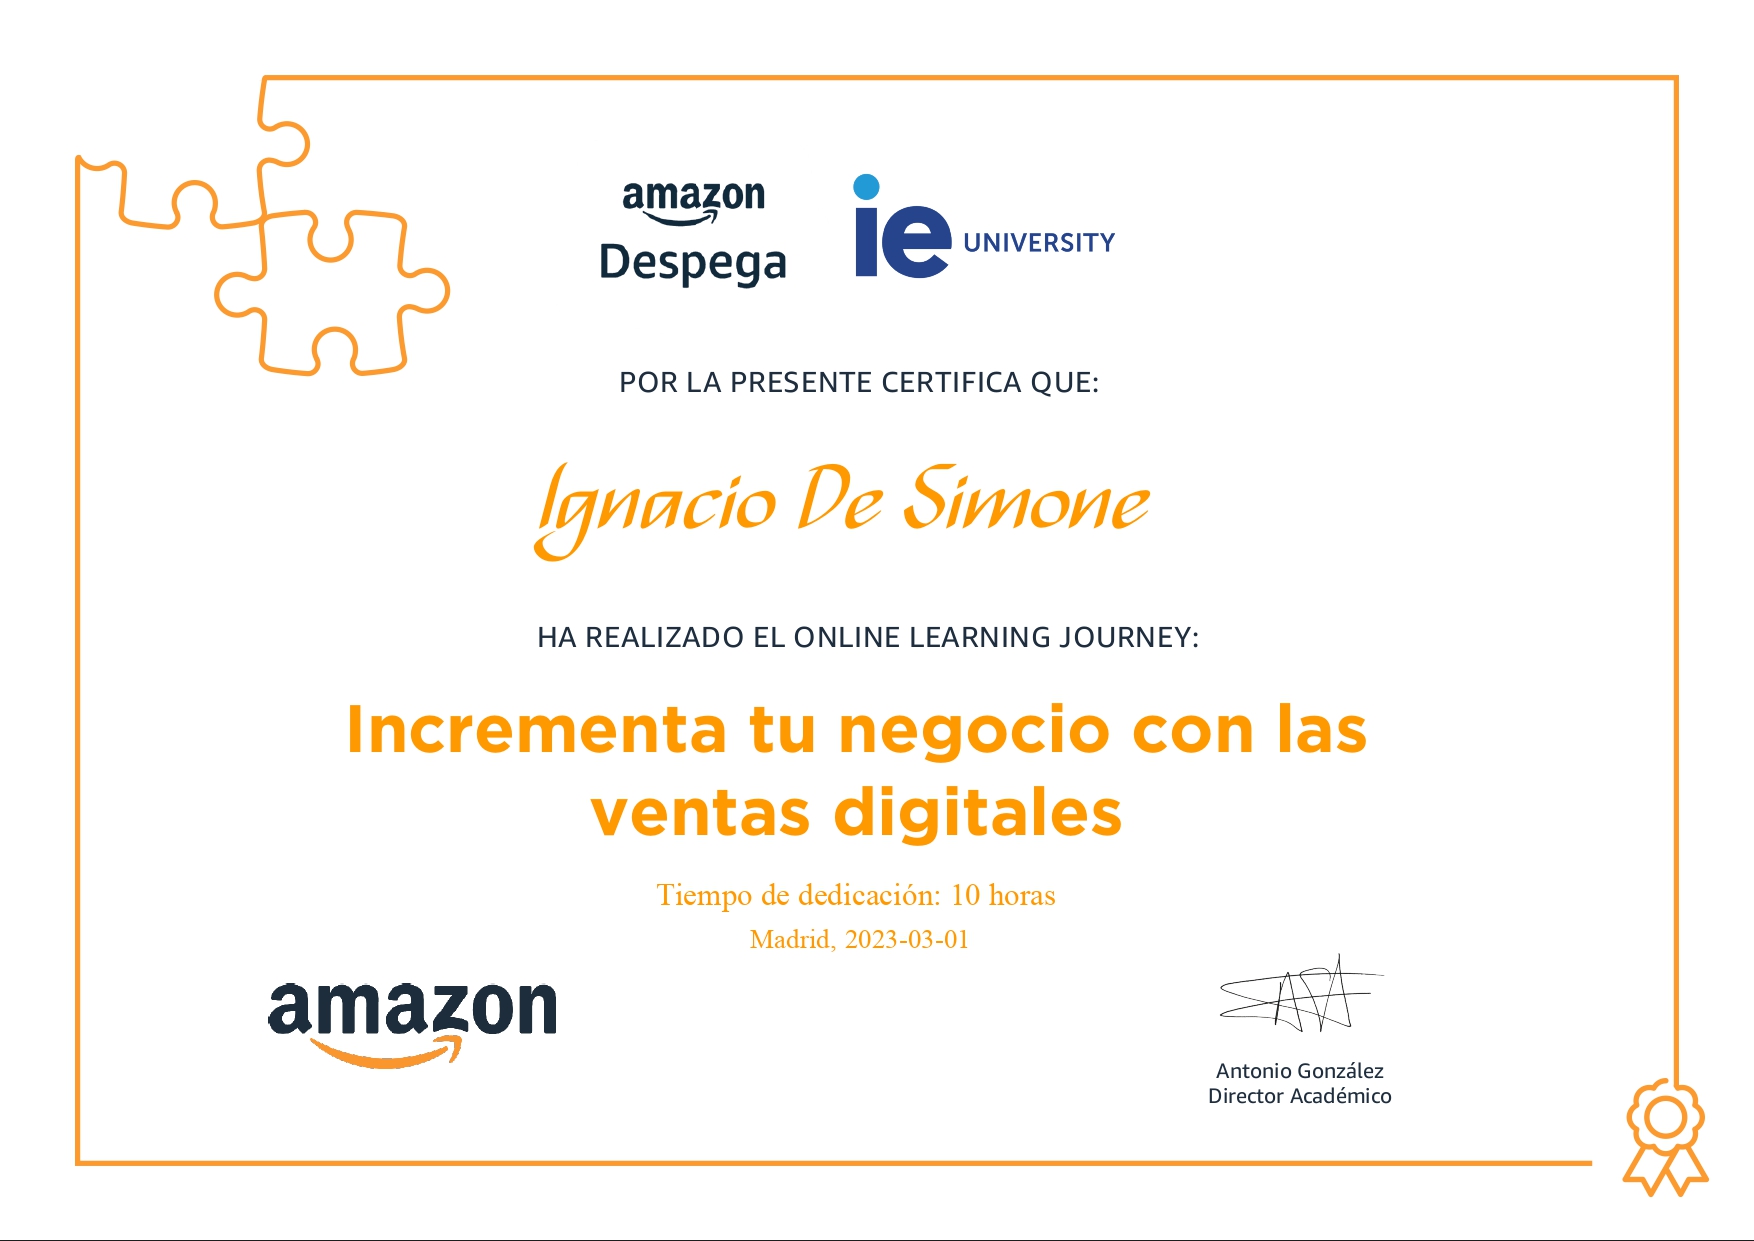 amazon
Despega
ie UNIVERSITY
POR LA PRESENTE CERTIFICA QUE:
Ignacio De Simone
HA REALIZADO EL ONLINE LEARNING JOURNEY:
Incrementa tu negocio con las
ventas digitales
Tiempo de dedicación: 10 horas
Madrid, 2023-03-01
amazon
Antonio González
Director Académico